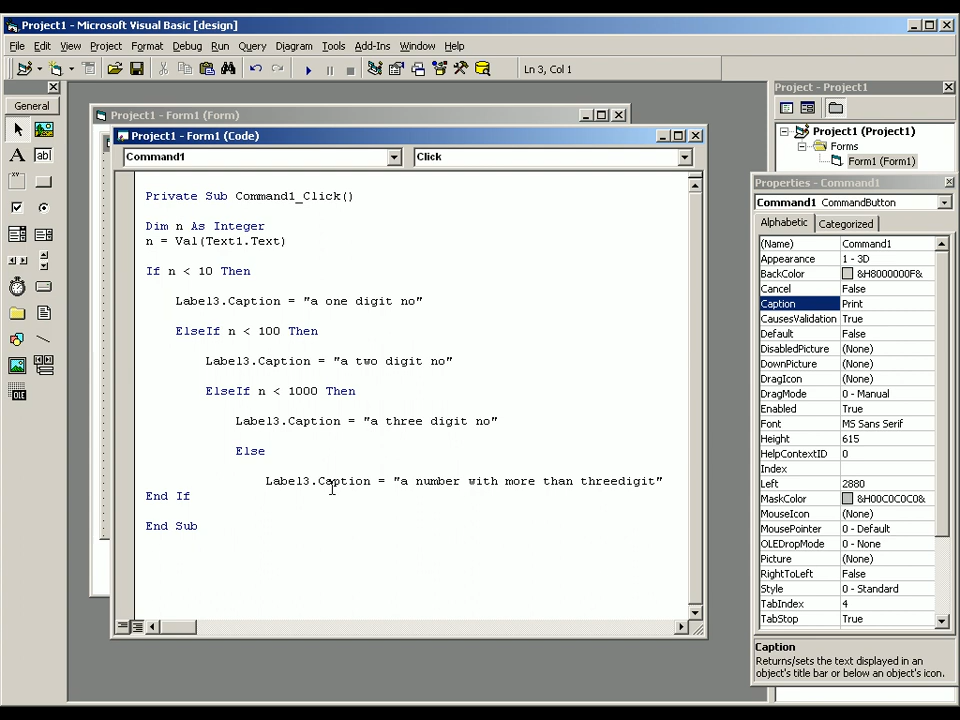 Project1 - Microsoft Visual Basic [design]
File Edit View Project Format Debug Run Query Diagram Tools Add-Ins Window Help
Ln 3, Col 1
General
A
ab|
xy
OLE
Project1 - Form1 (Form)
Project1 - Form1 (Code)
Command1 Click
Private Sub Command1_Click()
Dim n As Integer
n = Val(Text1.Text)
If n < 10 Then
Label3.Caption = "a one digit no"
ElseIf n < 100 Then
Label3.Caption = "a two digit no"
ElseIf n < 1000 Then
Label3.Caption = "a three digit no"
Else
Label3.Caption = "a number with more than threedigit"
End If
End Sub
Project - Project1
Project1 (Project1)
Forms
Form1 (Form1)
Properties - Command1
Command1 CommandButton
Alphabetic Categorized
(Name) Command1
Appearance 1 - 3D
BackColor &H8000000F&
Cancel False
Caption Print
CausesValidation True
Default False
DisabledPicture (None)
DownPicture (None)
DragIcon (None)
DragMode 0 - Manual
Enabled True
Font MS Sans Serif
Height 615
HelpContextID 0
Index
Left 2880
MaskColor &H00C0C0C0&
MouseIcon (None)
MousePointer 0 - Default
OLEDropMode 0 - None
Picture (None)
RightToLeft False
Style 0 - Standard
TabIndex 4
TabStop True
Caption
Returns/sets the text displayed in an
object's title bar or below an object's icon.